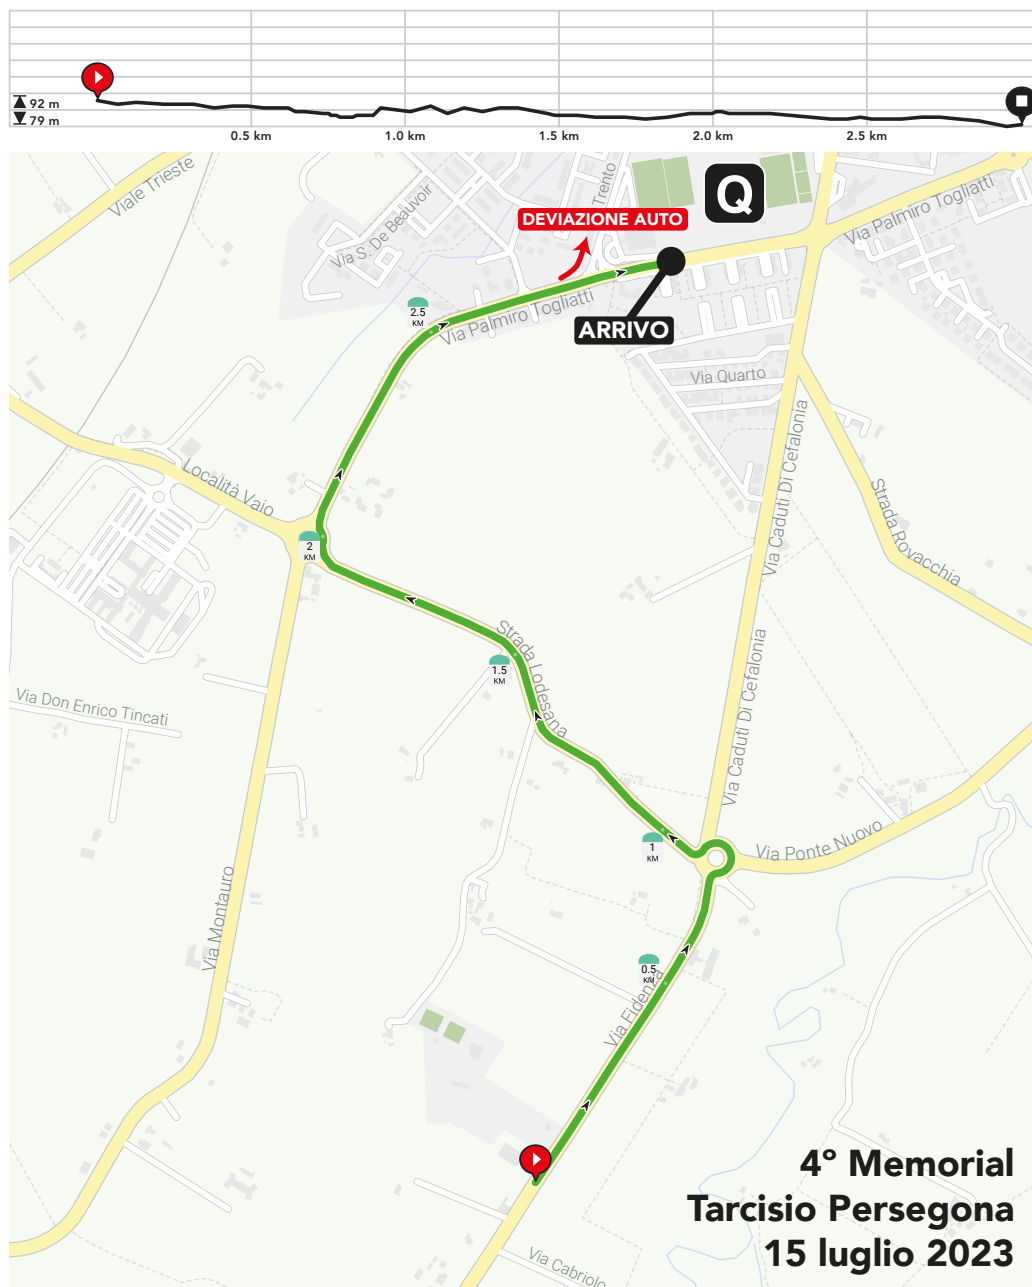 92 m
79 m
0.5 km
1.0 km
1.5 km
2.0 km
2.5 km
Viale Trieste
Via S. De Beauvoir
Trento
Q
DEVIAZIONE AUTO
Via Palmiro Togliatti
2.5
KM
Via Palmiro Togliatti
ARRIVO
Via Quarto
Via Caduti Di Cefalonia
Località Vaio
Strada Rovacchia
2
KM
Strada Lodesana
1.5
KM
Via Caduti Di Cefalonia
Via Don Enrico Tincati
1
KM
Via Ponte Nuovo
Via Montauro
0.5
KM
Via Fidenza
4° Memorial
Tarcisio Persegona
15 luglio 2023
Via Cabriolo